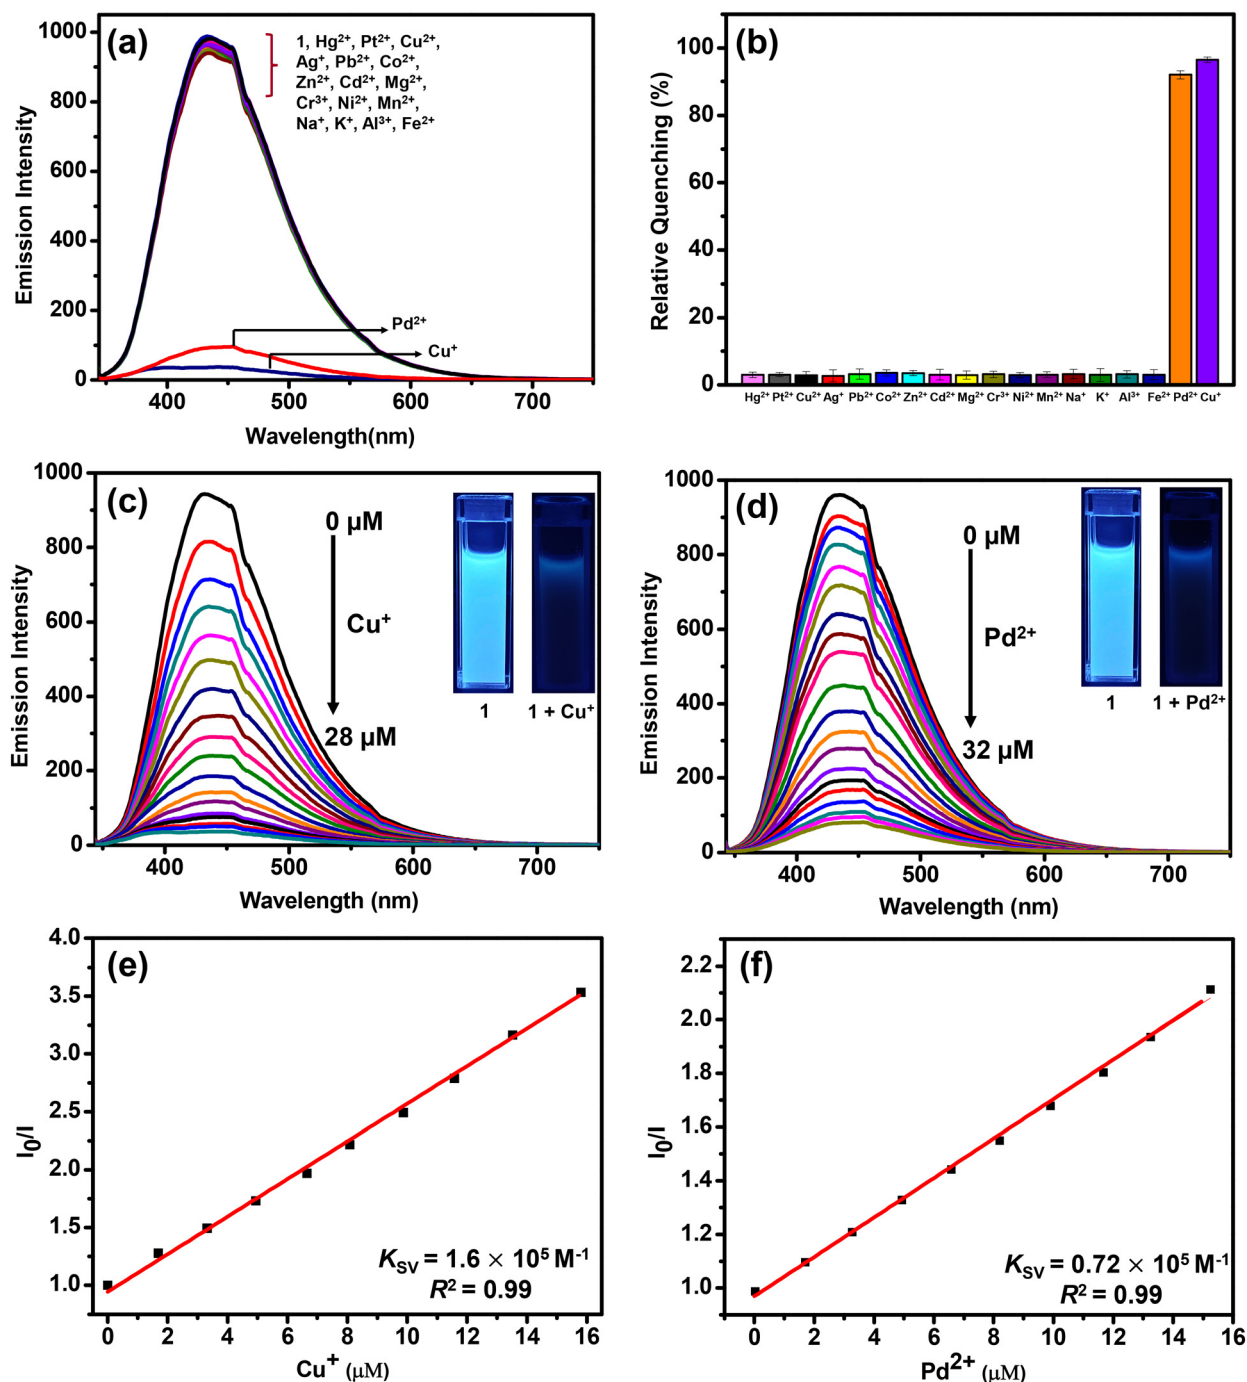 (a)
1, Hg²⁺, Pt²⁺, Cu²⁺,
Ag⁺, Pb²⁺, Co²⁺,
Zn²⁺, Cd²⁺, Mg²⁺,
Cr³⁺, Ni²⁺, Mn²⁺,
Na⁺, K⁺, Al³⁺, Fe²⁺
Pd²⁺
Cu⁺
Emission Intensity
1000
800
600
400
200
0
400 500 600 700
Wavelength(nm)
(b)
Relative Quenching (%)
100
80
60
40
20
0
Hg²⁺ Pt²⁺ Cu²⁺ Ag⁺ Pb²⁺ Co²⁺ Zn²⁺ Cd²⁺ Mg²⁺ Cr³⁺ Ni²⁺ Mn²⁺ Na⁺ K⁺ Al³⁺ Fe²⁺ Pd²⁺ Cu⁺
(c)
0 μM
Cu⁺
28 μM
1 1 + Cu⁺
Emission Intensity
1000
800
600
400
200
0
400 500 600 700
Wavelength (nm)
(d)
0 μM
Pd²⁺
32 μM
1 1 + Pd²⁺
Emission Intensity
1000
800
600
400
200
0
400 500 600 700
Wavelength (nm)
(e)
I₀/I
4.0
3.5
3.0
2.5
2.0
1.5
1.0
K_SV = 1.6 × 10⁵ M⁻¹
R² = 0.99
0 2 4 6 8 10 12 14 16
Cu⁺ (μM)
(f)
I₀/I
2.2
2.0
1.8
1.6
1.4
1.2
1.0
K_SV = 0.72 × 10⁵ M⁻¹
R² = 0.99
0 2 4 6 8 10 12 14 16
Pd²⁺ (μM)